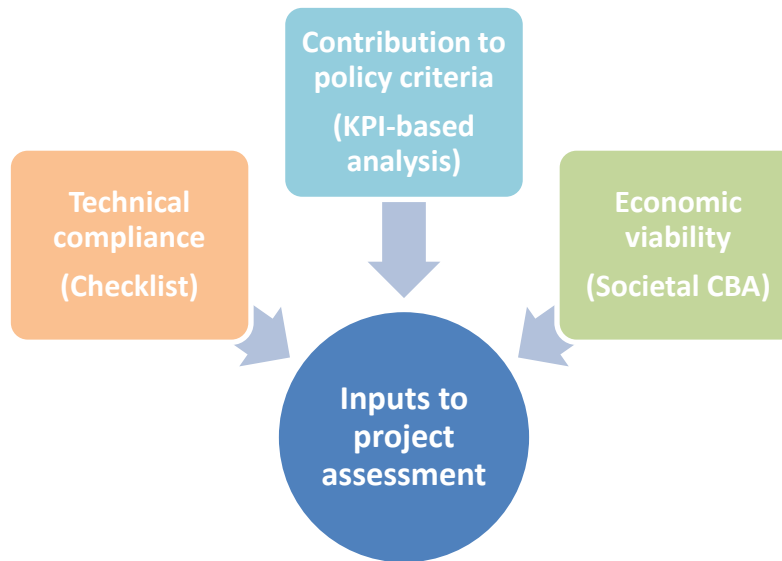 Contribution to
policy criteria
(KPI-based
analysis)
Technical
compliance
(Checklist)
Economic
viability
(Societal CBA)
Inputs to
project
assessment